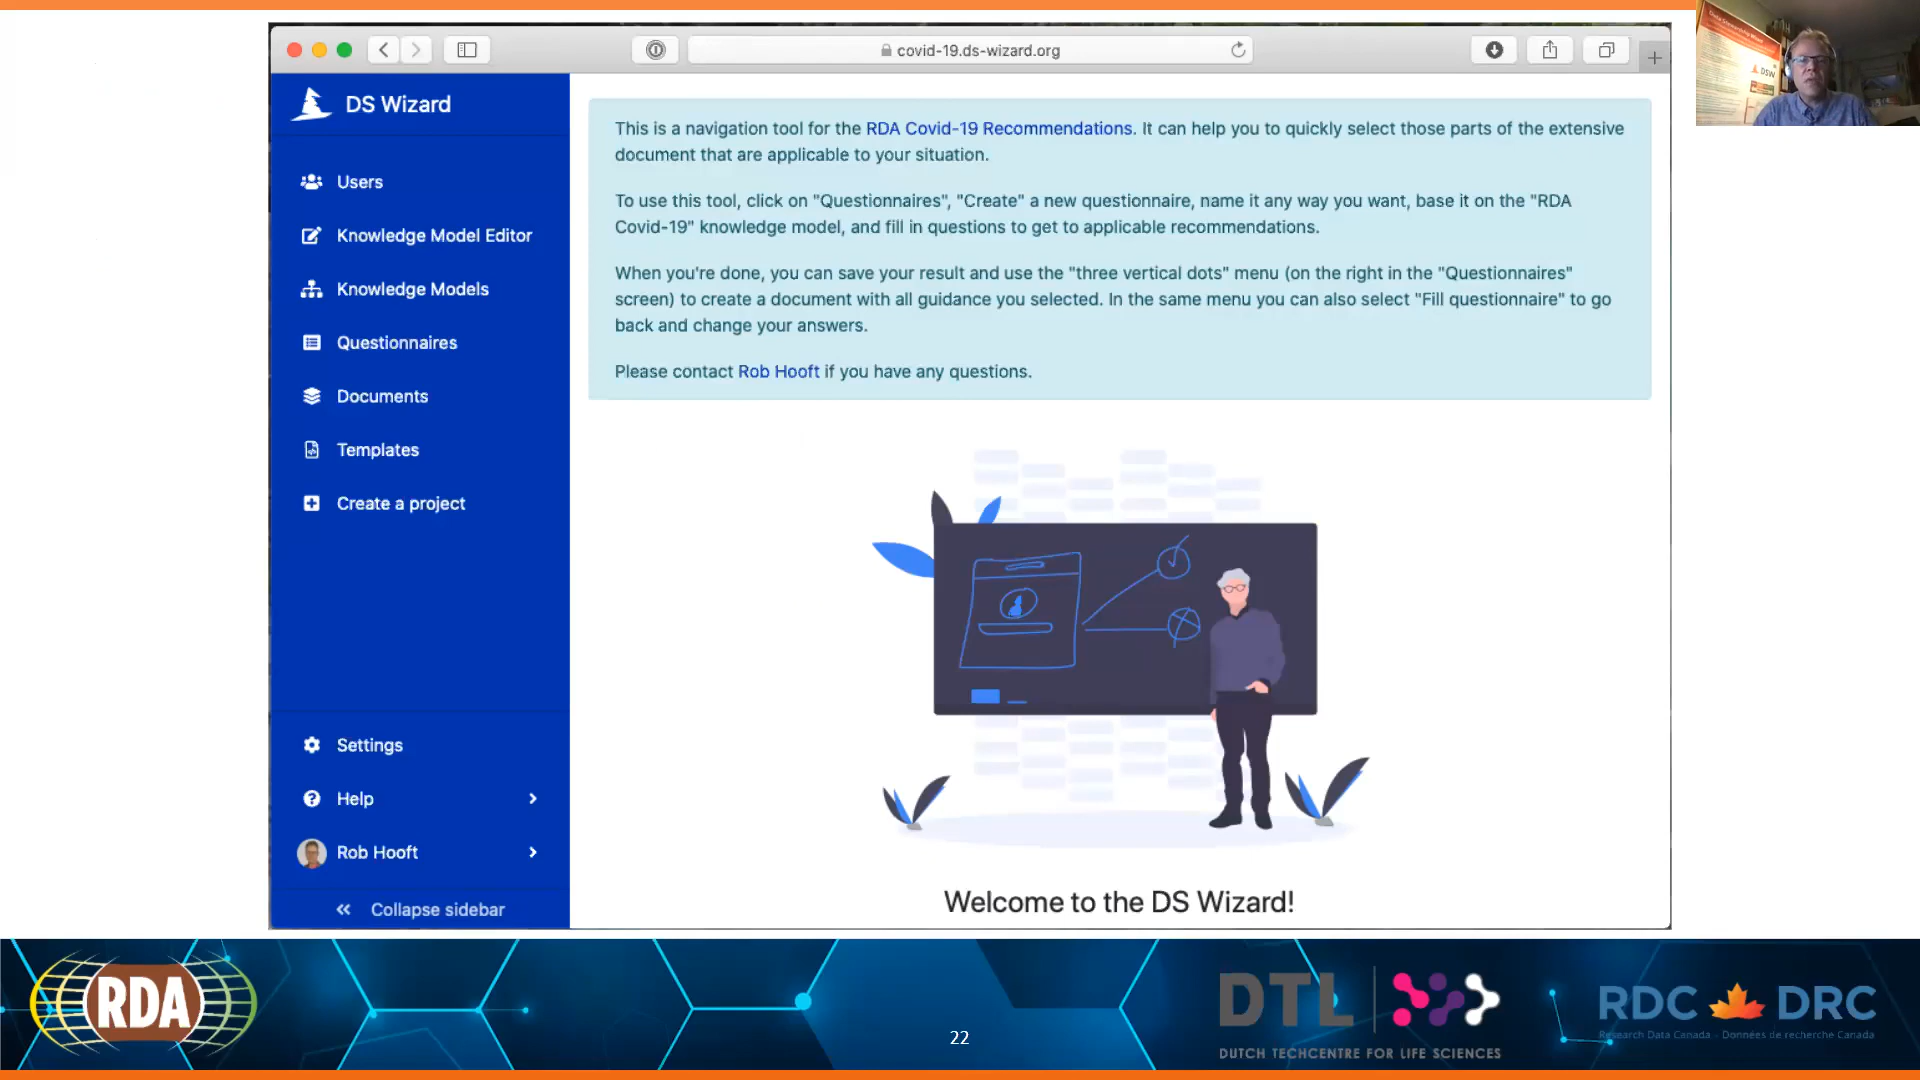 covid-19.ds-wizard.org
DS Wizard
Users
Knowledge Model Editor
Knowledge Models
Questionnaires
Documents
Templates
Create a project
Settings
Help
Rob Hooft
Collapse sidebar
This is a navigation tool for the RDA Covid-19 Recommendations. It can help you to quickly select those parts of the extensive
document that are applicable to your situation.
To use this tool, click on "Questionnaires", "Create" a new questionnaire, name it any way you want, base it on the "RDA
Covid-19" knowledge model, and fill in questions to get to applicable recommendations.
When you're done, you can save your result and use the "three vertical dots" menu (on the right in the "Questionnaires"
screen) to create a document with all guidance you selected. In the same menu you can also select "Fill questionnaire" to go
back and change your answers.
Please contact Rob Hooft if you have any questions.
Welcome to the DS Wizard!
DSW
RDA
22
DTL
DUTCH TECHCENTRE FOR LIFE SCIENCES
RDC DRC
Research Data Canada - Données de recherche Canada